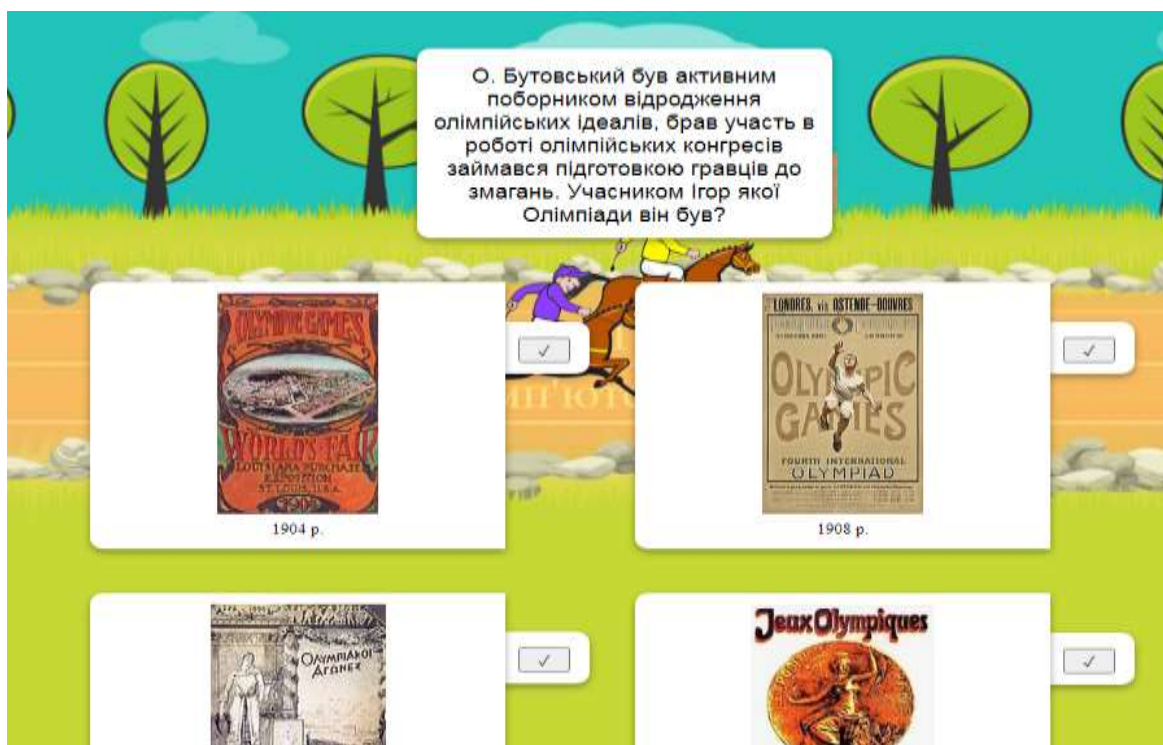 О. Бутовський був активним
поборником відродження
олімпійських ідеалів, брав участь в
роботі олімпійських конгресів
займався підготовкою гравців до
змагань. Учасником Ігор якої
Олімпіади він був?
OLYMPIC GAMES
WORLD'S FAIR
LOUISIANA PURCHASE
EXPOSITION
ST. LOUIS, U.S.A.
1904
1904 р.
LONDRES, via OSTENDE-DOUVRES
OLYMPIC
GAMES
FOURTH INTERNATIONAL
OLYMPIAD
1908 р.
ΟΛΥΜΠΙΑΚΟΙ
ΑΓΩΝΕΣ
Jeux Olympiques